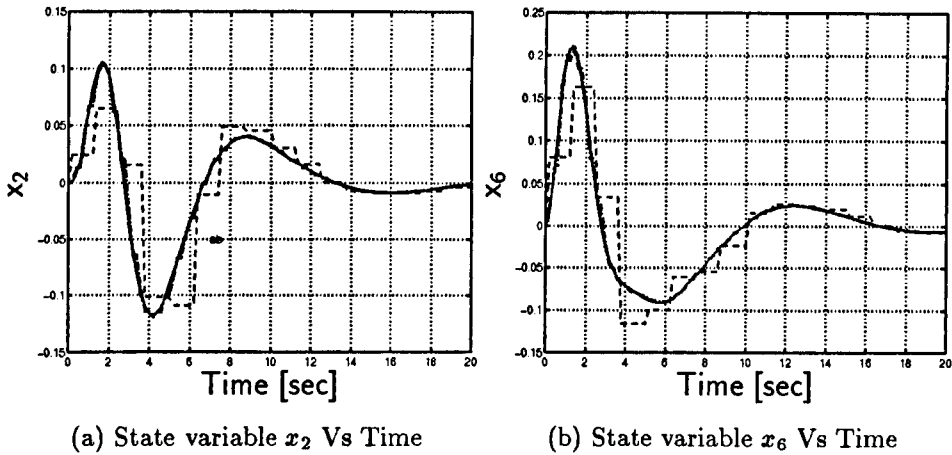 0.15
0.1
0.05
0
-0.05
-0.1
-0.15
x2
0 2 4 6 8 10 12 14 16 18 20
Time [sec]
0.25
0.2
0.15
0.1
0.05
0
-0.05
-0.1
-0.15
x6
0 2 4 6 8 10 12 14 16 18 20
Time [sec]
(a) State variable x2 Vs Time
(b) State variable x6 Vs Time